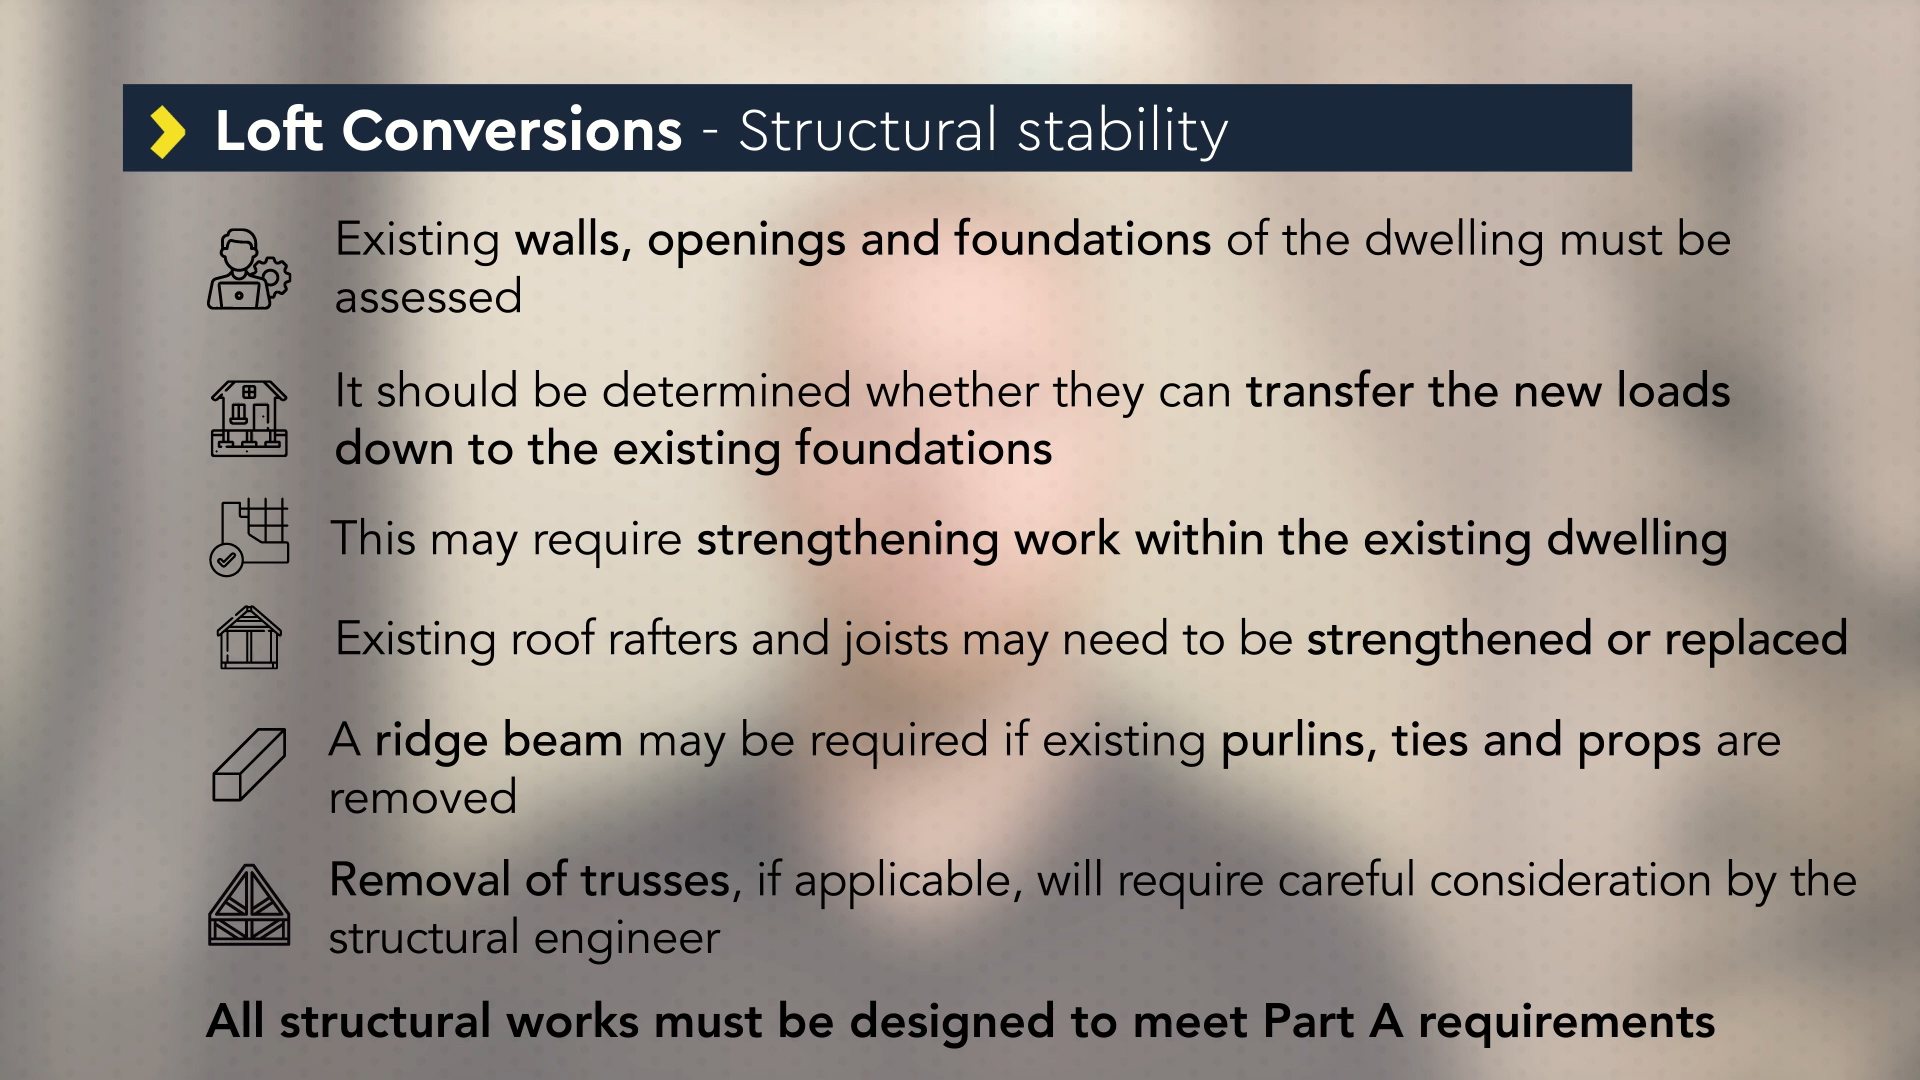 Loft Conversions - Structural stability
Existing walls, openings and foundations of the dwelling must be
assessed
It should be determined whether they can transfer the new loads
down to the existing foundations
This may require strengthening work within the existing dwelling
Existing roof rafters and joists may need to be strengthened or replaced
A ridge beam may be required if existing purlins, ties and props are
removed
Removal of trusses, if applicable, will require careful consideration by the
structural engineer
All structural works must be designed to meet Part A requirements